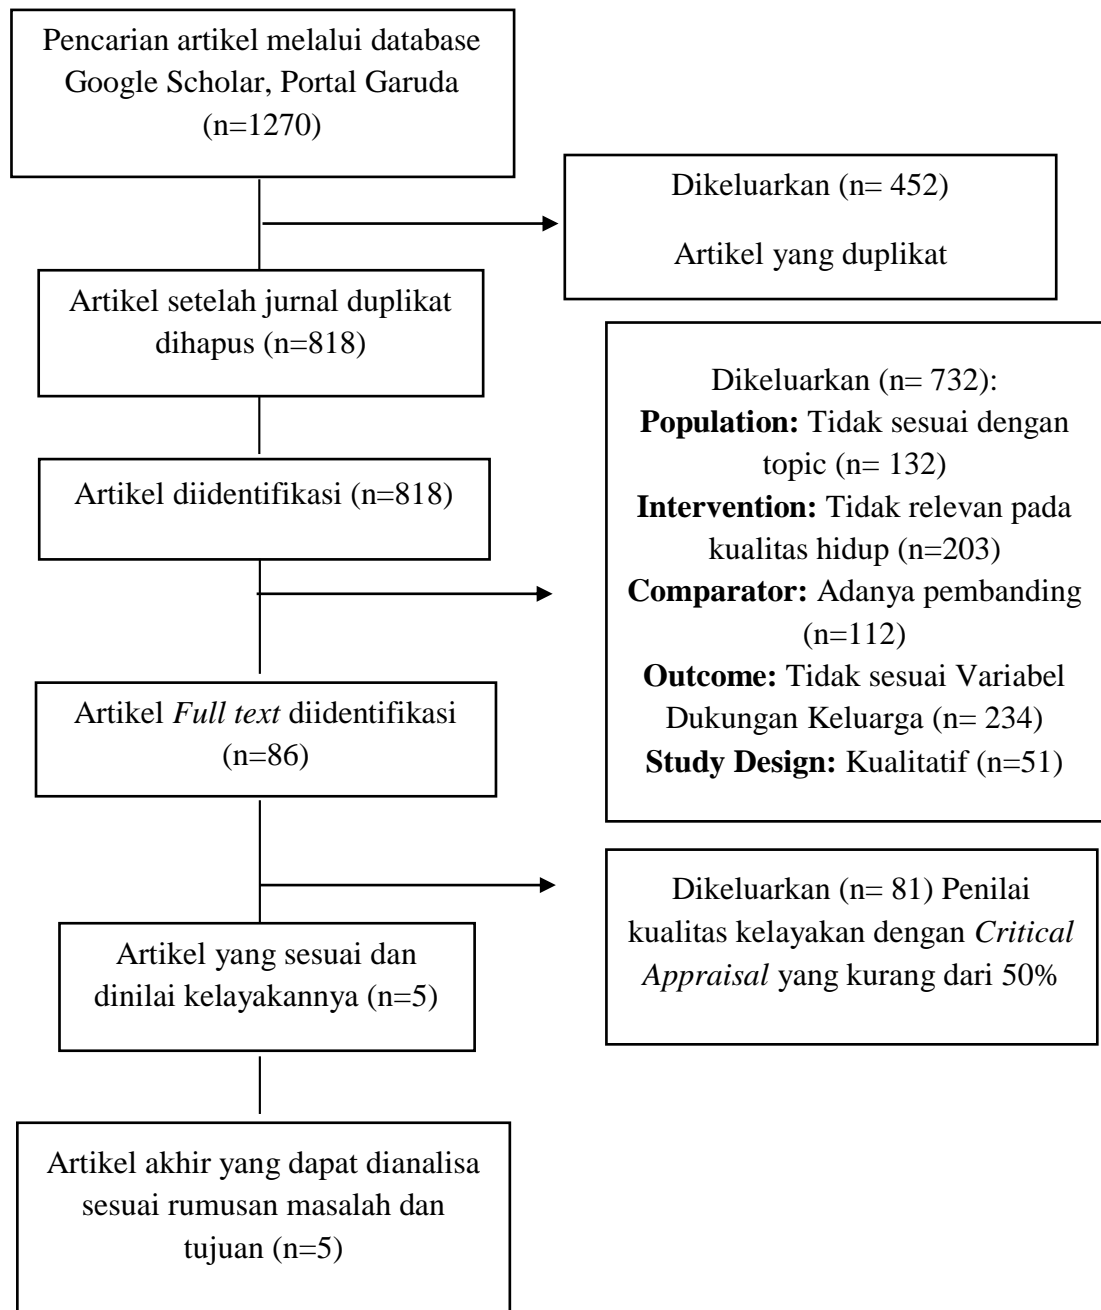 Pencarian artikel melalui database
Google Scholar, Portal Garuda
(n=1270)
Dikeluarkan (n= 452)
Artikel yang duplikat
Artikel setelah jurnal duplikat
dihapus (n=818)
Dikeluarkan (n= 732):
Population: Tidak sesuai dengan
topic (n= 132)
Intervention: Tidak relevan pada
kualitas hidup (n=203)
Comparator: Adanya pembanding
(n=112)
Outcome: Tidak sesuai Variabel
Dukungan Keluarga (n= 234)
Study Design: Kualitatif (n=51)
Artikel diidentifikasi (n=818)
Artikel Full text diidentifikasi
(n=86)
Dikeluarkan (n= 81) Penilai
kualitas kelayakan dengan Critical
Appraisal yang kurang dari 50%
Artikel yang sesuai dan
dinilai kelayakannya (n=5)
Artikel akhir yang dapat dianalisa
sesuai rumusan masalah dan
tujuan (n=5)